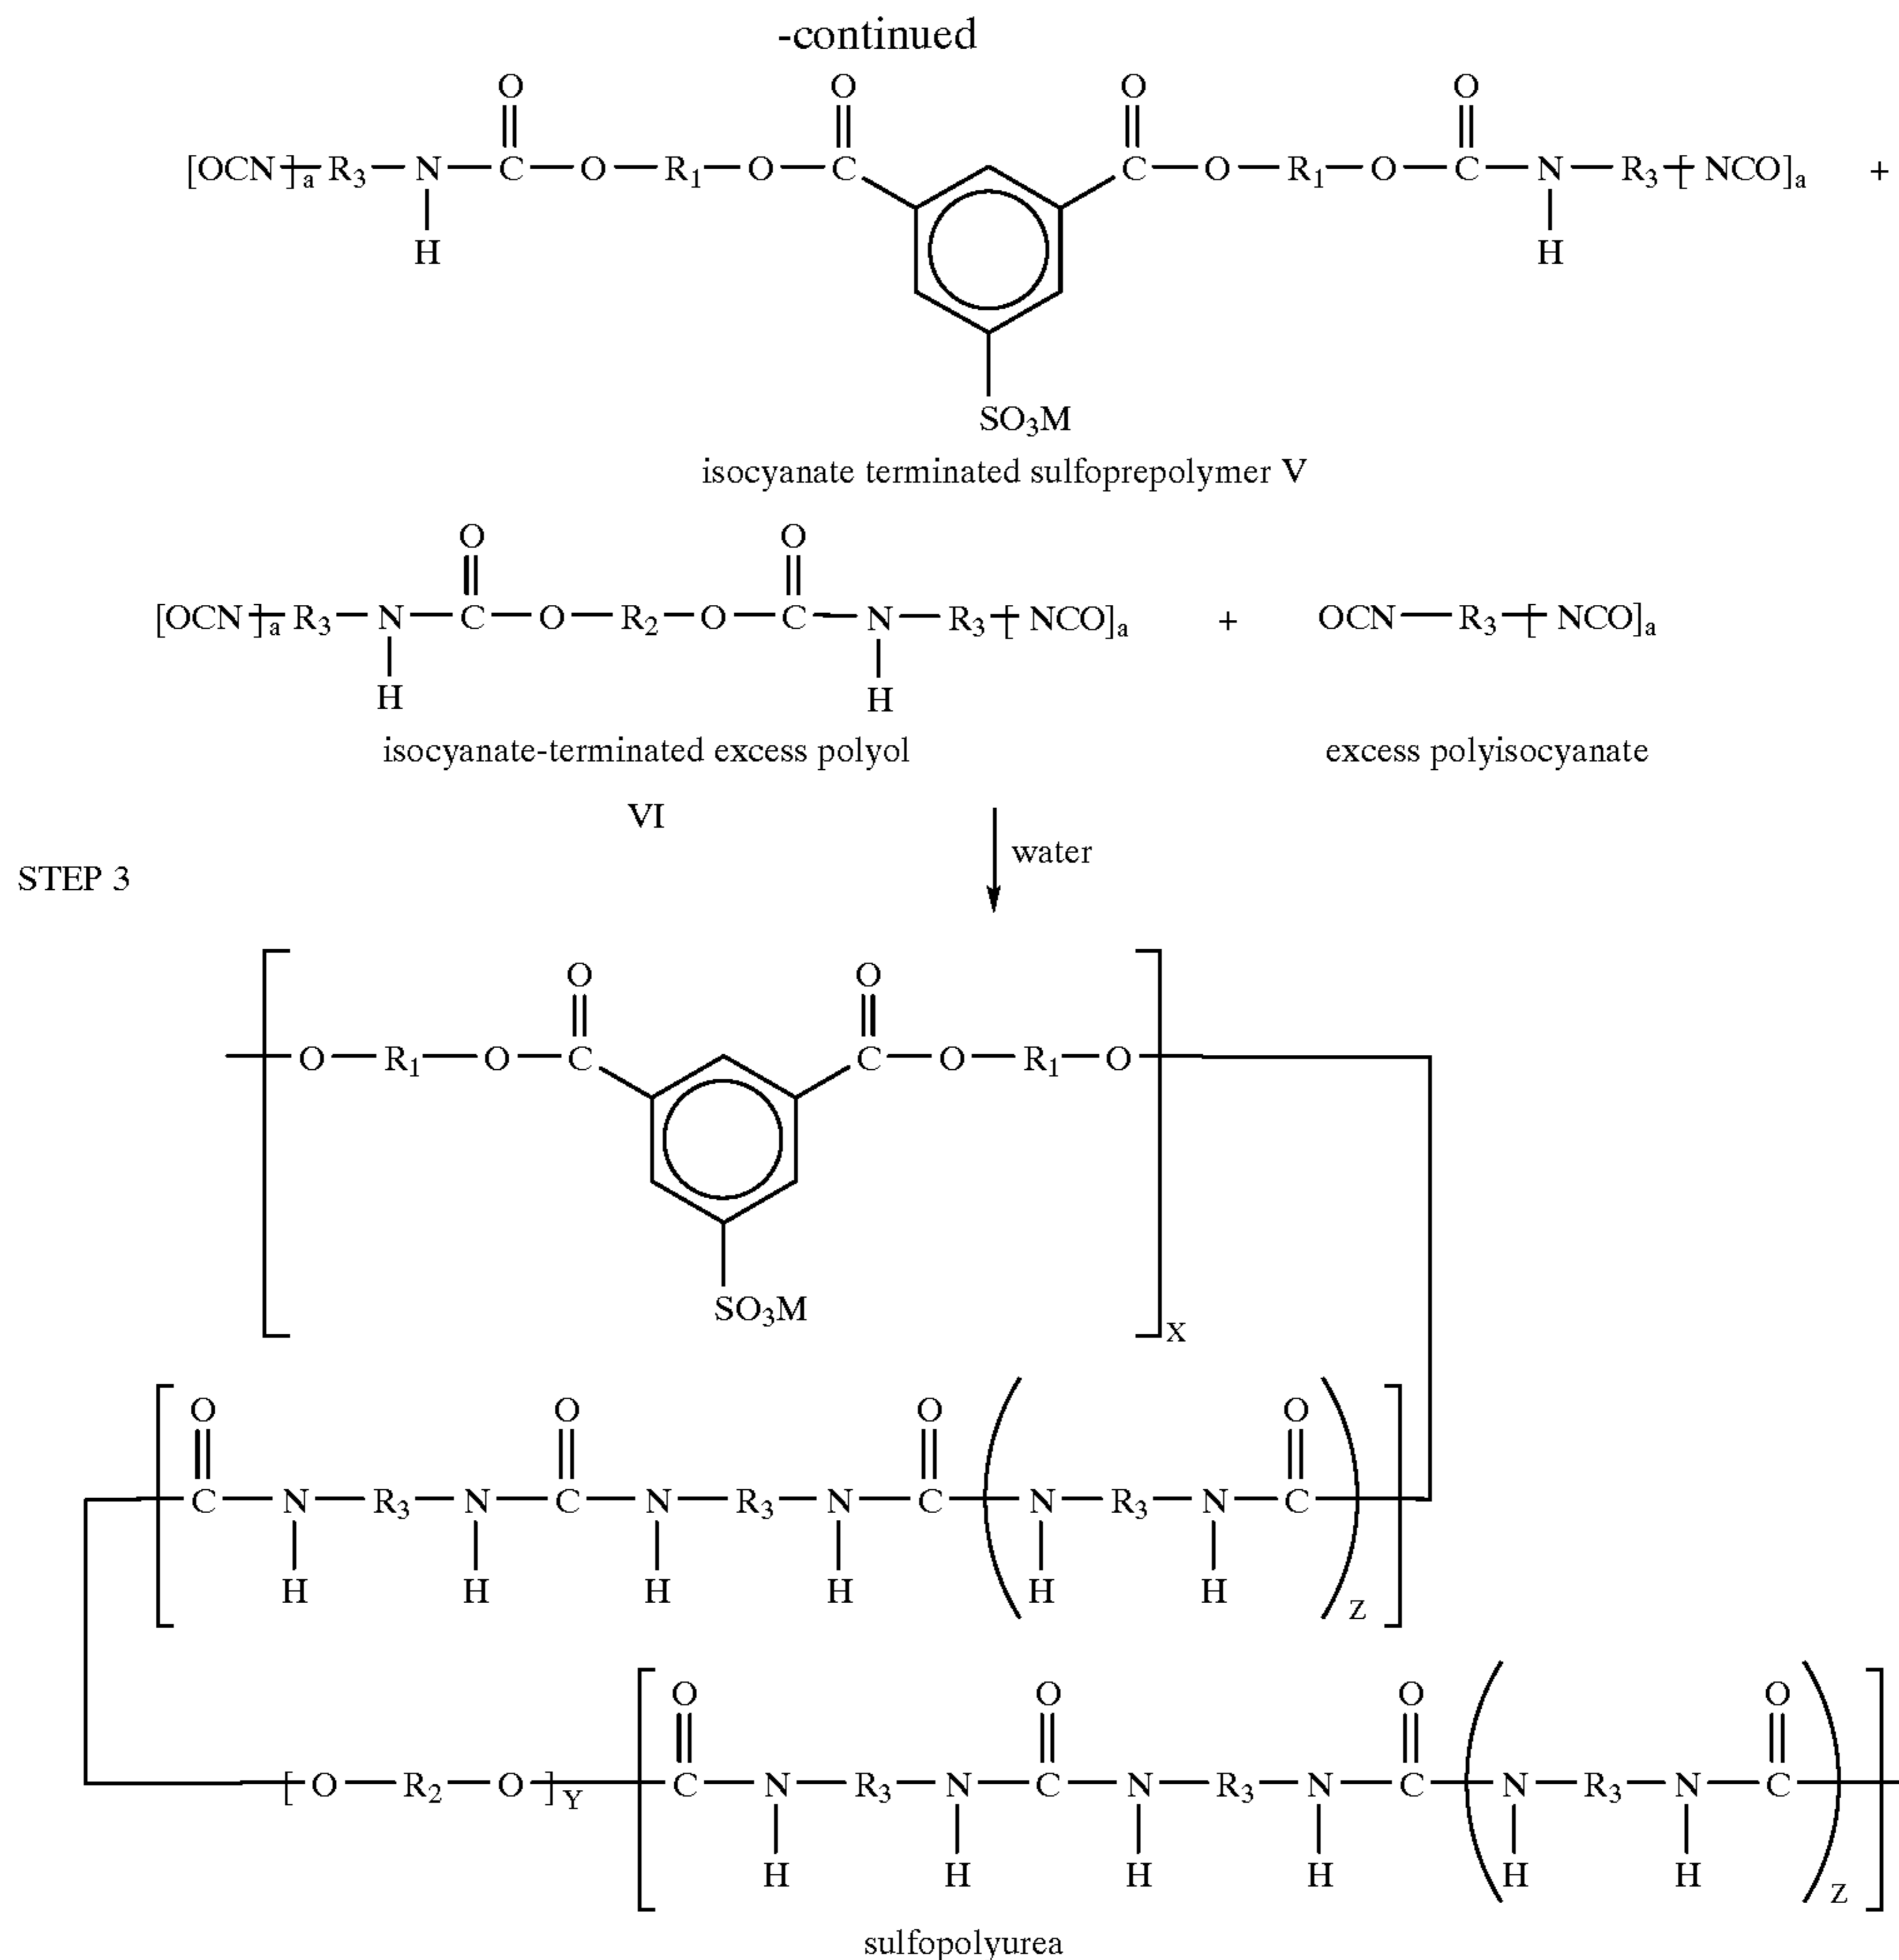 -continued
O O O O
[OCN]a R3 N C O R1 O C C O R1 O C N R3 [NCO]a +
H H
SO3M
isocyanate terminated sulfoprepolymer V
O O
[OCN]a R3 N C O R2 O C N R3 [NCO]a + OCN R3 [NCO]a
H H
isocyanate-terminated excess polyol excess polyisocyanate
VI
water
STEP 3
O O
O R1 O C C O R1 O
SO3M
X
O O O O
C N R3 N C N R3 N C N R3 N C
H H H H H H
Z
O O O O
[O R2 O]Y C N R3 N C N R3 N C N R3 N C
H H H H H H
Z
sulfopolyurea